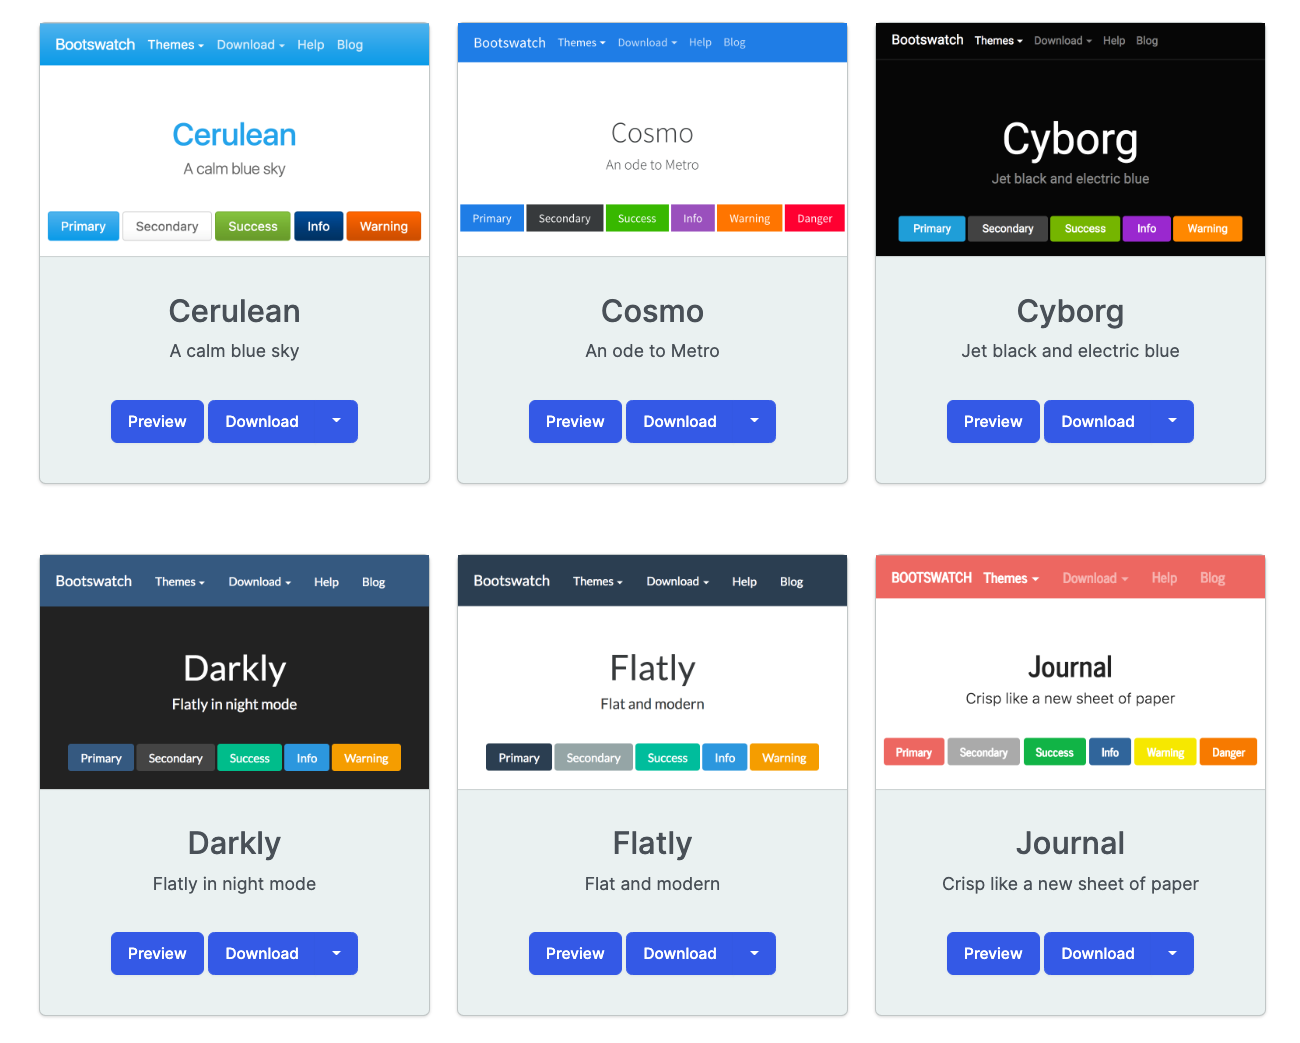 Bootswatch Themes Download Help Blog
Cerulean
A calm blue sky
Primary Secondary Success Info Warning
Cerulean
A calm blue sky
Preview Download
Bootswatch Themes Download Help Blog
Cosmo
An ode to Metro
Primary Secondary Success Info Warning Danger
Cosmo
An ode to Metro
Preview Download
Bootswatch Themes Download Help Blog
Cyborg
Jet black and electric blue
Primary Secondary Success Info Warning
Cyborg
Jet black and electric blue
Preview Download
Bootswatch Themes Download Help Blog
Darkly
Flatly in night mode
Primary Secondary Success Info Warning
Darkly
Flatly in night mode
Preview Download
Bootswatch Themes Download Help Blog
Flatly
Flat and modern
Primary Secondary Success Info Warning
Flatly
Flat and modern
Preview Download
BOOTSWATCH Themes Download Help Blog
Journal
Crisp like a new sheet of paper
Primary Secondary Success Info Warning Danger
Journal
Crisp like a new sheet of paper
Preview Download